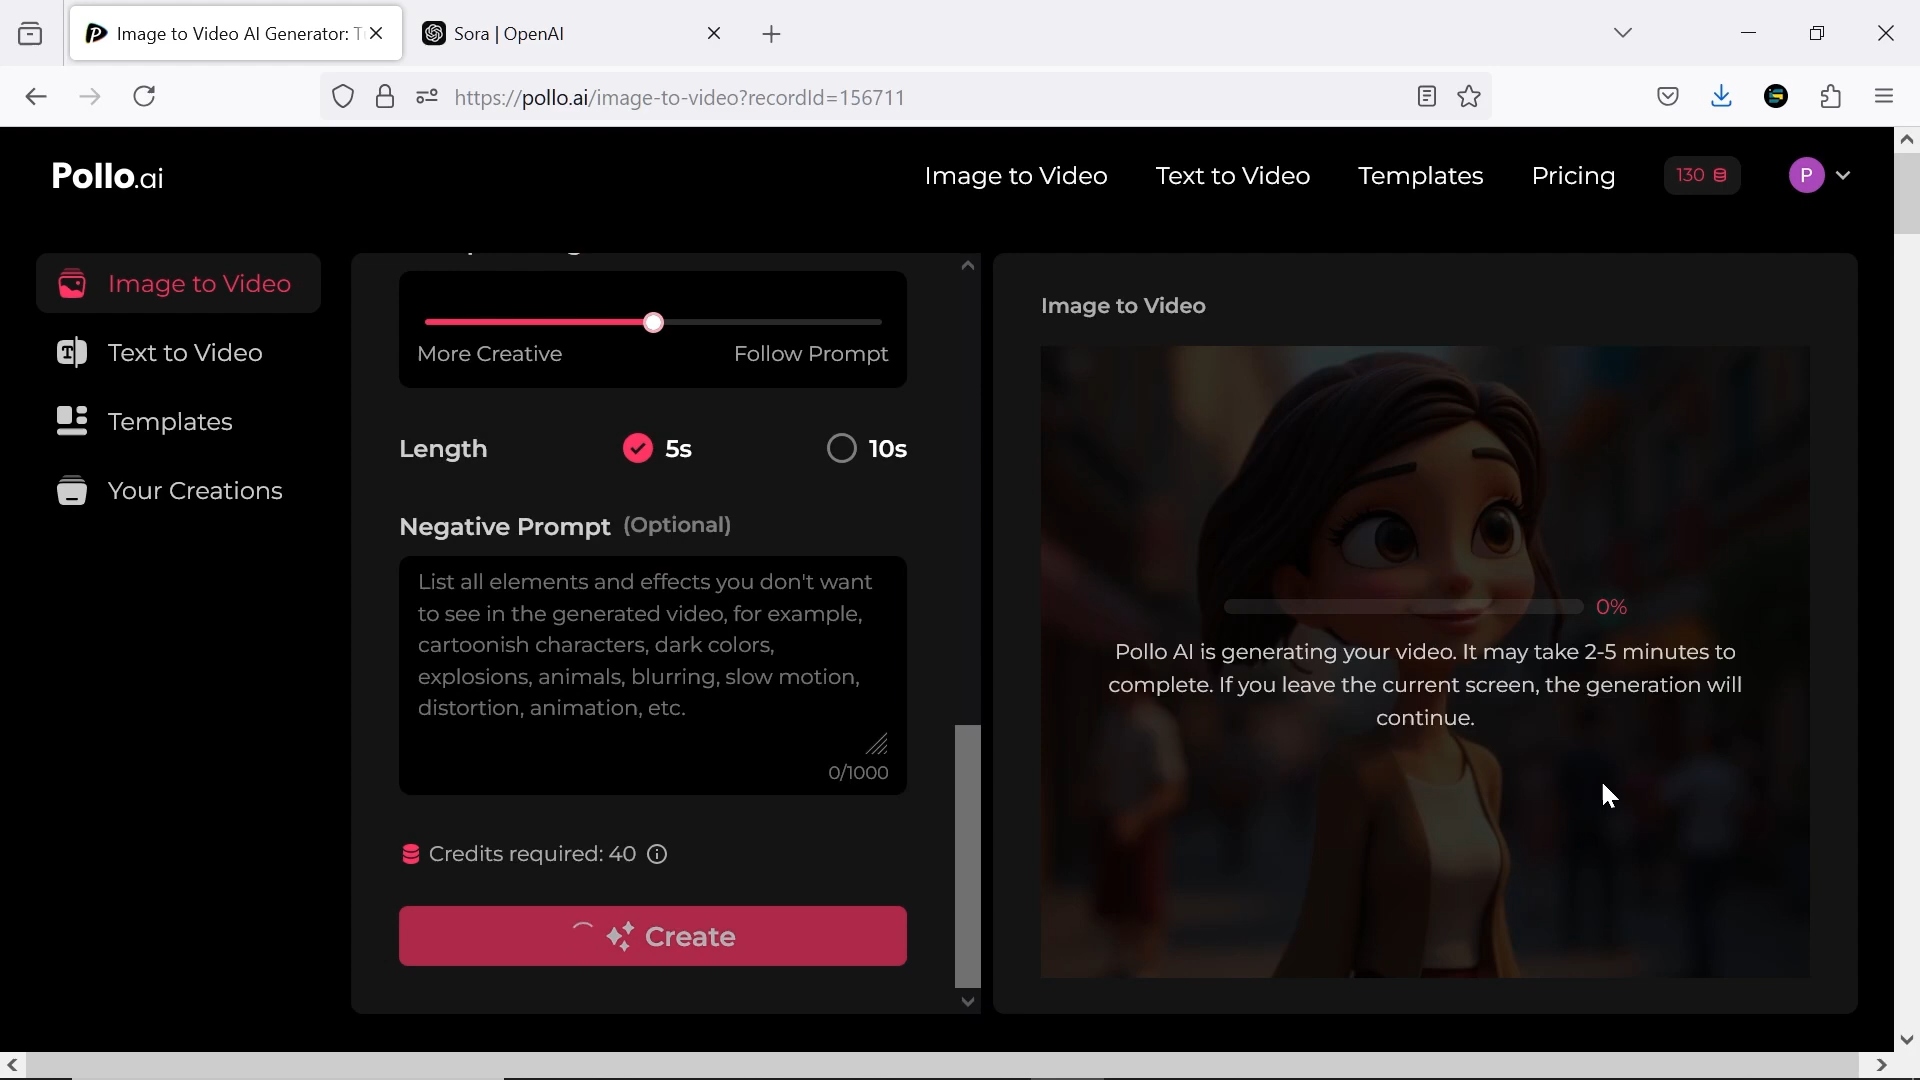 Image to Video AI Generator: T
Sora | OpenAI
https://pollo.ai/image-to-video?recordId=156711
Pollo.ai
Image to Video
Text to Video
Templates
Pricing
130
P
Image to Video
Text to Video
Templates
Your Creations
More Creative
Follow Prompt
Length
5s
10s
Negative Prompt (Optional)
List all elements and effects you don't want
to see in the generated video, for example,
cartoonish characters, dark colors,
explosions, animals, blurring, slow motion,
distortion, animation, etc.
0/1000
Credits required: 40
Create
Image to Video
0%
Pollo AI is generating your video. It may take 2-5 minutes to
complete. If you leave the current screen, the generation will
continue.